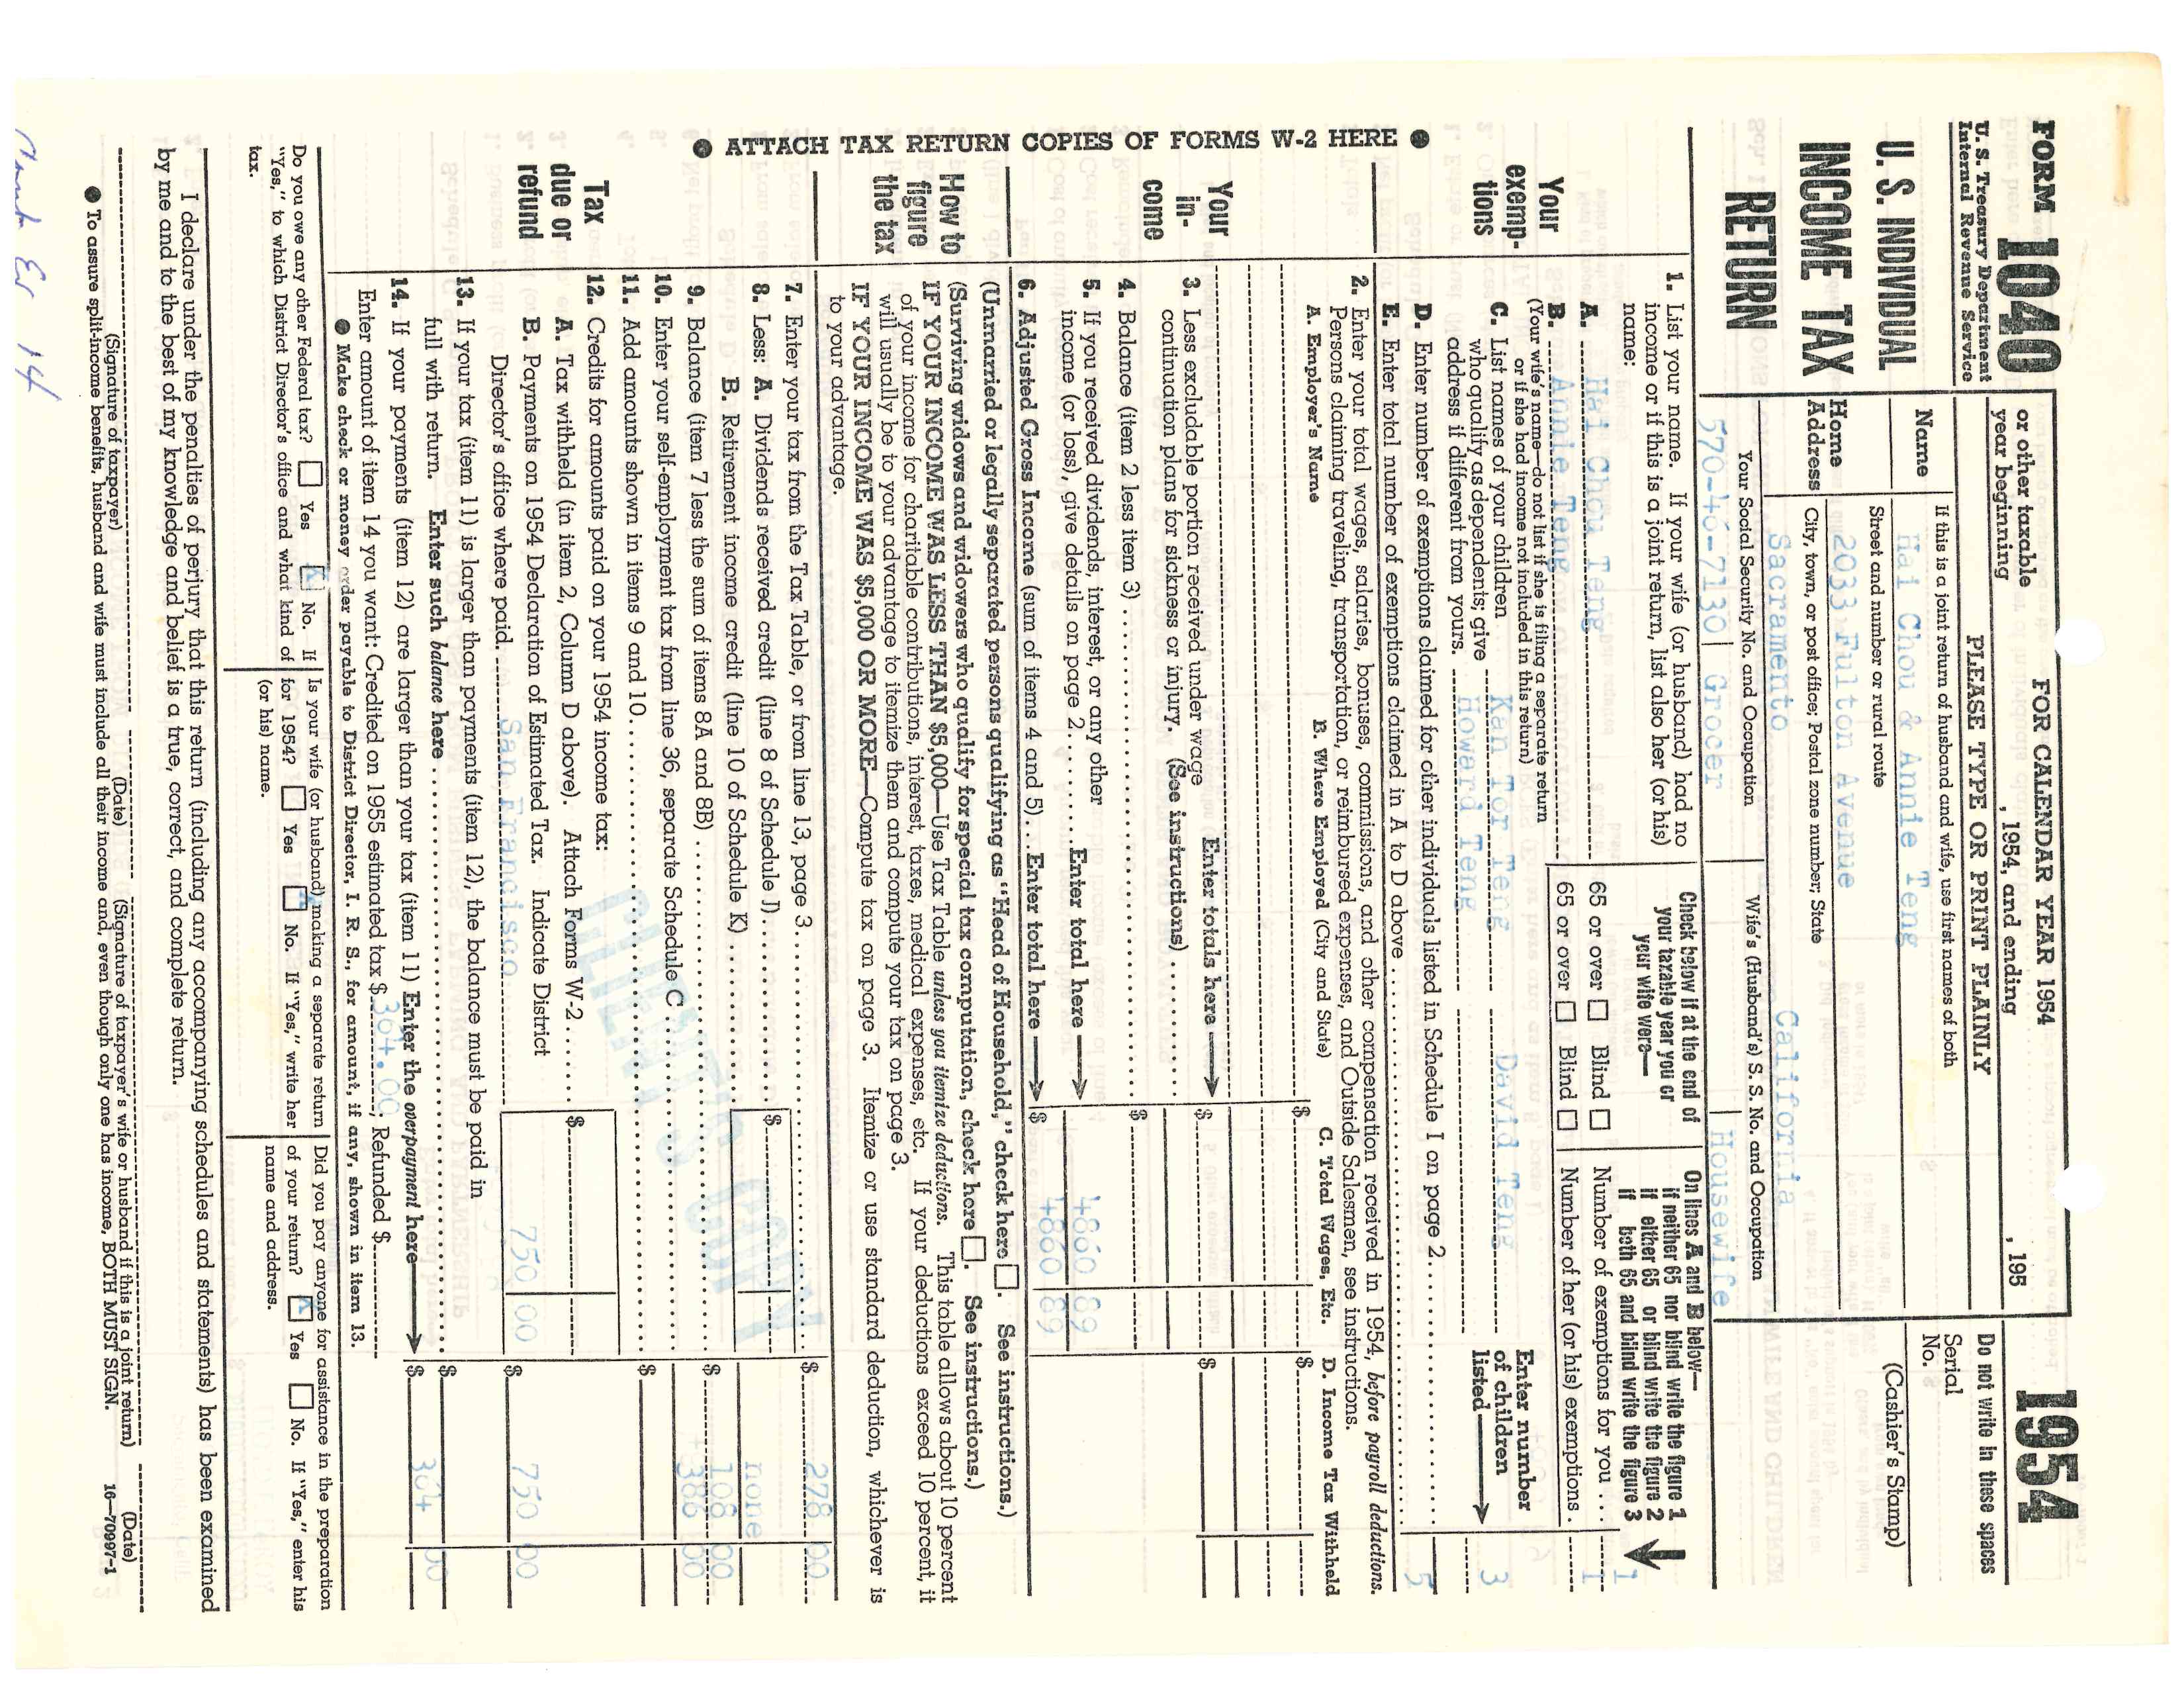 FORM 1040
U. S. Treasury Department
Internal Revenue Service
U. S. INDIVIDUAL
INCOME TAX
RETURN
FOR CALENDAR YEAR 1954
or other taxable
year beginning , 1954, and ending , 195
PLEASE TYPE OR PRINT PLAINLY
1954
Do not write in these spaces
Serial
No.
(Cashier's Stamp)
Name
If this is a joint return of husband and wife, use first names of both
Hai Chou & Annie Teng
Home
Address
Street and number or rural route
2033 Fulton Avenue
City, town, or post office; Postal zone number; State
Sacramento California
Your Social Security No. and Occupation
570-46-7130 Grocer
Wife's (Husband's) S. S. No. and Occupation
Housewife
Your
exemp-
tions
1. List your name. If your wife (or husband) had no
income or if this is a joint return, list also her (or his)
name:
Check below if at the end of
your taxable year you or
your wife were—
On lines A and B below—
if neither 65 nor blind write the figure 1
if either 65 or blind write the figure 2
if both 65 and blind write the figure 3
A. Hai Chou Teng 65 or over Blind Number of exemptions for you .... 1
B. Annie Teng 65 or over Blind Number of her (or his) exemptions . 1
(Your wife's name—do not list if she is filing a separate return
or if she had income not included in this return)
C. List names of your children
who qualify as dependents; give
address if different from yours.
Kan Tor Teng David Teng
Howard Teng
Enter number
of children
listed 3
D. Enter number of exemptions claimed for other individuals listed in Schedule I on page 2
E. Enter total number of exemptions claimed in A to D above 5
● ATTACH TAX RETURN COPIES OF FORMS W-2 HERE ●
Your
in-
come
2. Enter your total wages, salaries, bonuses, commissions, and other compensation received in 1954, before payroll deductions.
Persons claiming traveling, transportation, or reimbursed expenses, and Outside Salesmen, see instructions.
A. Employer's Name B. Where Employed (City and State) C. Total Wages, Etc. D. Income Tax Withheld
$ $
Enter totals here $ $
3. Less excludable portion received under wage
continuation plans for sickness or injury. (See instructions)
4. Balance (item 2 less item 3) $
5. If you received dividends, interest, or any other
income (or loss), give details on page 2 Enter total here 4860 89
6. Adjusted Gross Income (sum of items 4 and 5)...Enter total here $ 4860 89
How to
figure
the tax
(Unmarried or legally separated persons qualifying as "Head of Household," check here . See instructions.)
(Surviving widows and widowers who qualify for special tax computation, check here . See instructions.)
IF YOUR INCOME WAS LESS THAN $5,000—Use Tax Table unless you itemize deductions. This table allows about 10 percent
of your income for charitable contributions, interest, taxes, medical expenses, etc. If your deductions exceed 10 percent, it
will usually be to your advantage to itemize them and compute your tax on page 3.
IF YOUR INCOME WAS $5,000 OR MORE—Compute tax on page 3. Itemize or use standard deduction, whichever is
to your advantage.
Tax
due or
refund
7. Enter your tax from the Tax Table, or from line 13, page 3 $ 278 00
8. Less: A. Dividends received credit (line 8 of Schedule J) $
B. Retirement income credit (line 10 of Schedule K) none
9. Balance (item 7 less the sum of items 8A and 8B) $ 108 00
10. Enter your self-employment tax from line 36, separate Schedule C 386 00
11. Add amounts shown in items 9 and 10 $
12. Credits for amounts paid on your 1954 income tax:
A. Tax withheld (in item 2, Column D above). Attach Forms W-2 $
B. Payments on 1954 Declaration of Estimated Tax. Indicate District
Director's office where paid. San Francisco 750 00 $ 750 00
13. If your tax (item 11) is larger than payments (item 12), the balance must be paid in
full with return. Enter such balance here $
14. If your payments (item 12) are larger than your tax (item 11) Enter the overpayment here $ 364 00
Enter amount of item 14 you want: Credited on 1955 estimated tax $ 364.00; Refunded $
● Make check or money order payable to District Director, I. R. S., for amount, if any, shown in item 13.
CLIENT'S COPY
Do you owe any other Federal tax? Yes X No. If
"Yes," to which District Director's office and what kind of
tax.
Is your wife (or husband) making a separate return
for 1954? Yes X No. If "Yes," write her
(or his) name.
Did you pay anyone for assistance in the preparation
of your return? X Yes No. If "Yes," enter his
name and address.
I declare under the penalties of perjury that this return (including any accompanying schedules and statements) has been examined
by me and to the best of my knowledge and belief is a true, correct, and complete return.
(Signature of taxpayer) (Date) (Signature of taxpayer's wife or husband if this is a joint return) (Date)
● To assure split-income benefits, husband and wife must include all their income and, even though only one has income, BOTH MUST SIGN. 16—70997-1
14